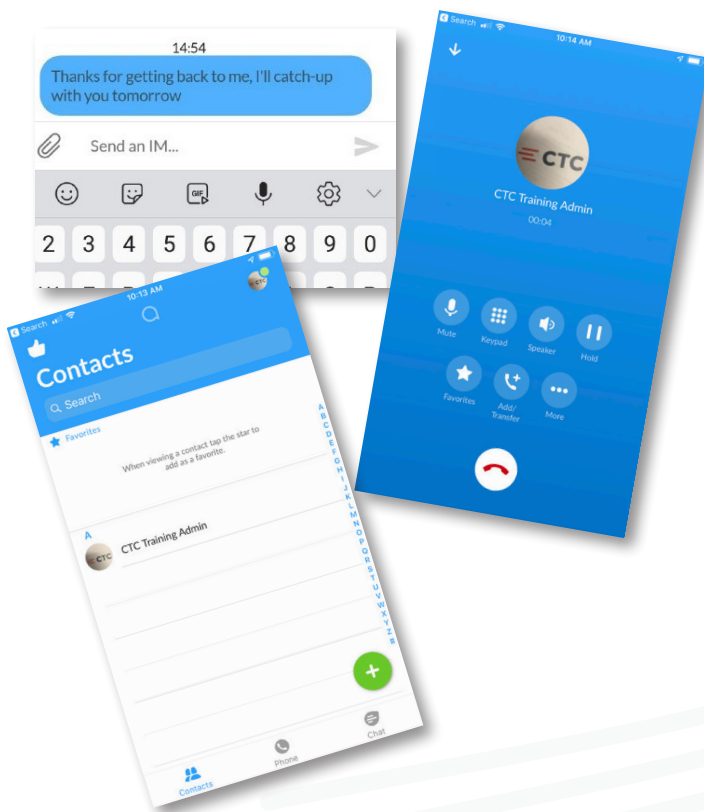 14:54
Thanks for getting back to me, I'll catch-up
with you tomorrow
Send an IM...
GIF
2 3 4 5 6 7 8 9 0
Search
10:14 AM
CTC
CTC Training Admin
00:04
Mute
Keypad
Speaker
Hold
Favorites
Add/
Transfer
More
Search
10:13 AM
CTC
Contacts
Search
Favorites
When viewing a contact tap the star to
add as a favorite.
A
CTC
CTC Training Admin
A
B
C
D
E
F
G
H
I
J
K
L
M
N
O
P
Q
R
S
T
U
V
W
X
Y
Z
#
+
Contacts
Phone
Chat